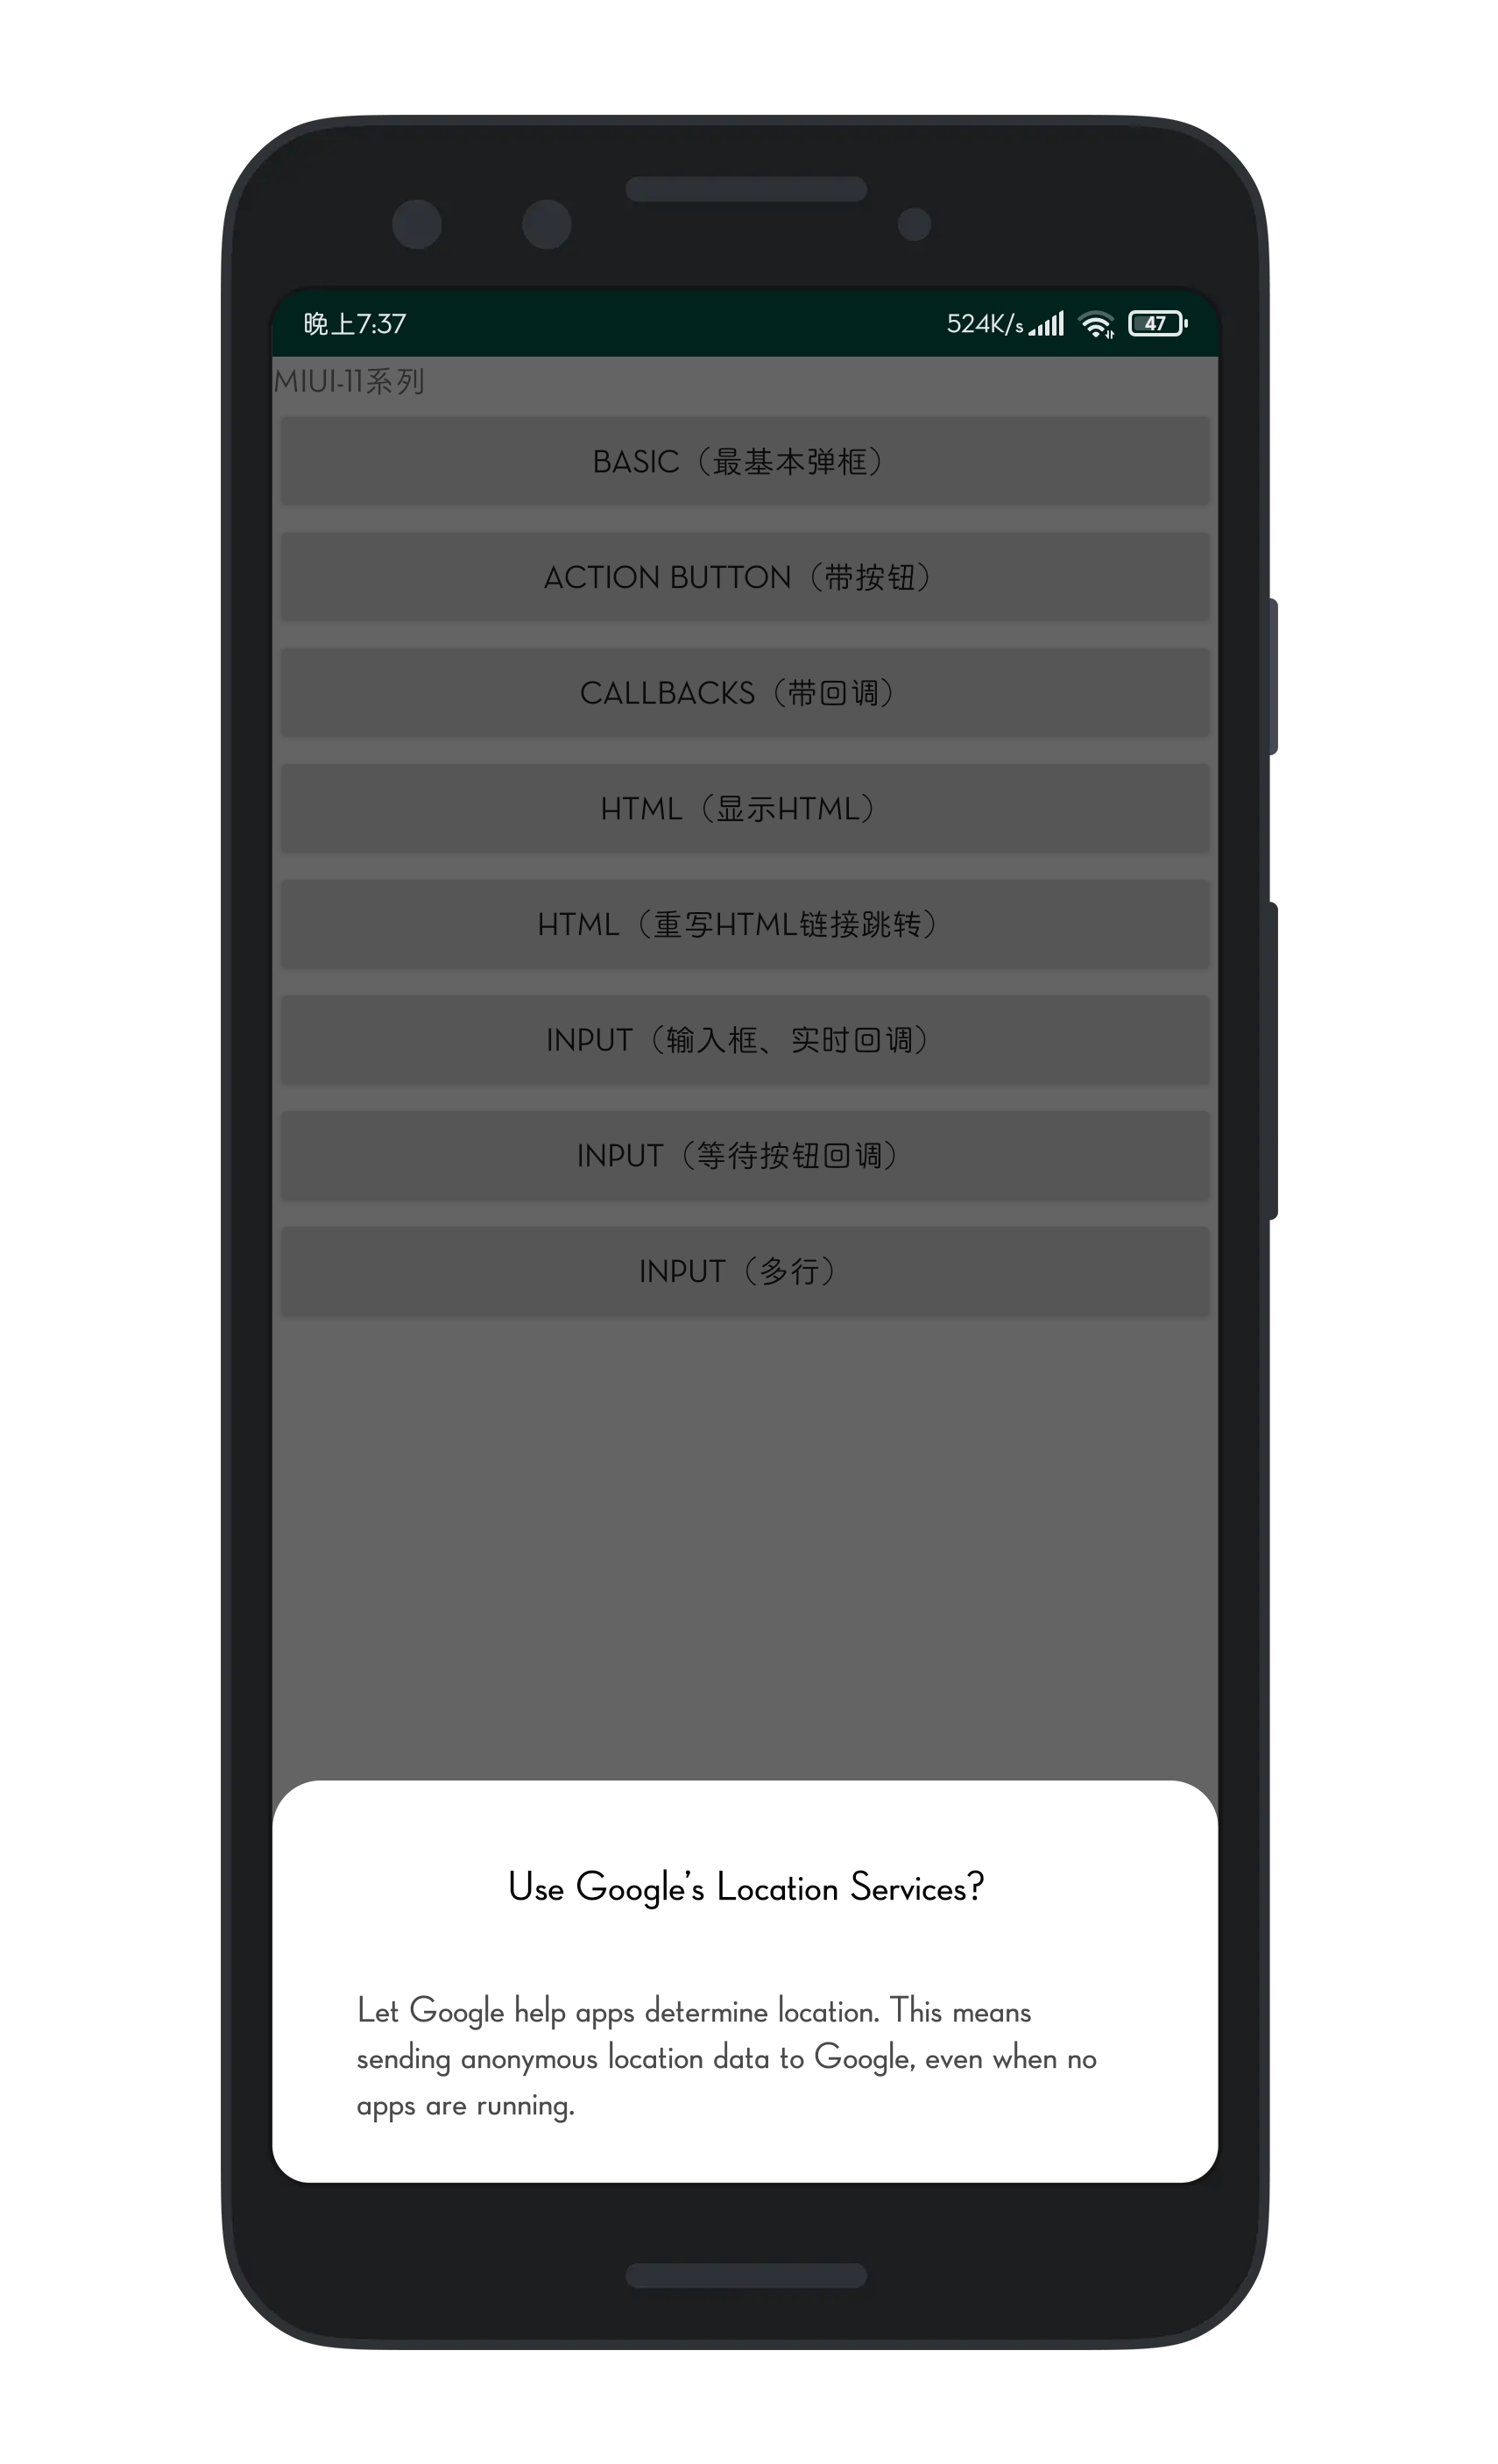 晚上7:37
524K/s
47
MIUI-11系列
BASIC（最基本弹框）
ACTION BUTTON（带按钮）
CALLBACKS（带回调）
HTML（显示HTML）
HTML（重写HTML链接跳转）
INPUT（输入框、实时回调）
INPUT（等待按钮回调）
INPUT（多行）
Use Google’s Location Services?
Let Google help apps determine location. This means
sending anonymous location data to Google, even when no
apps are running.